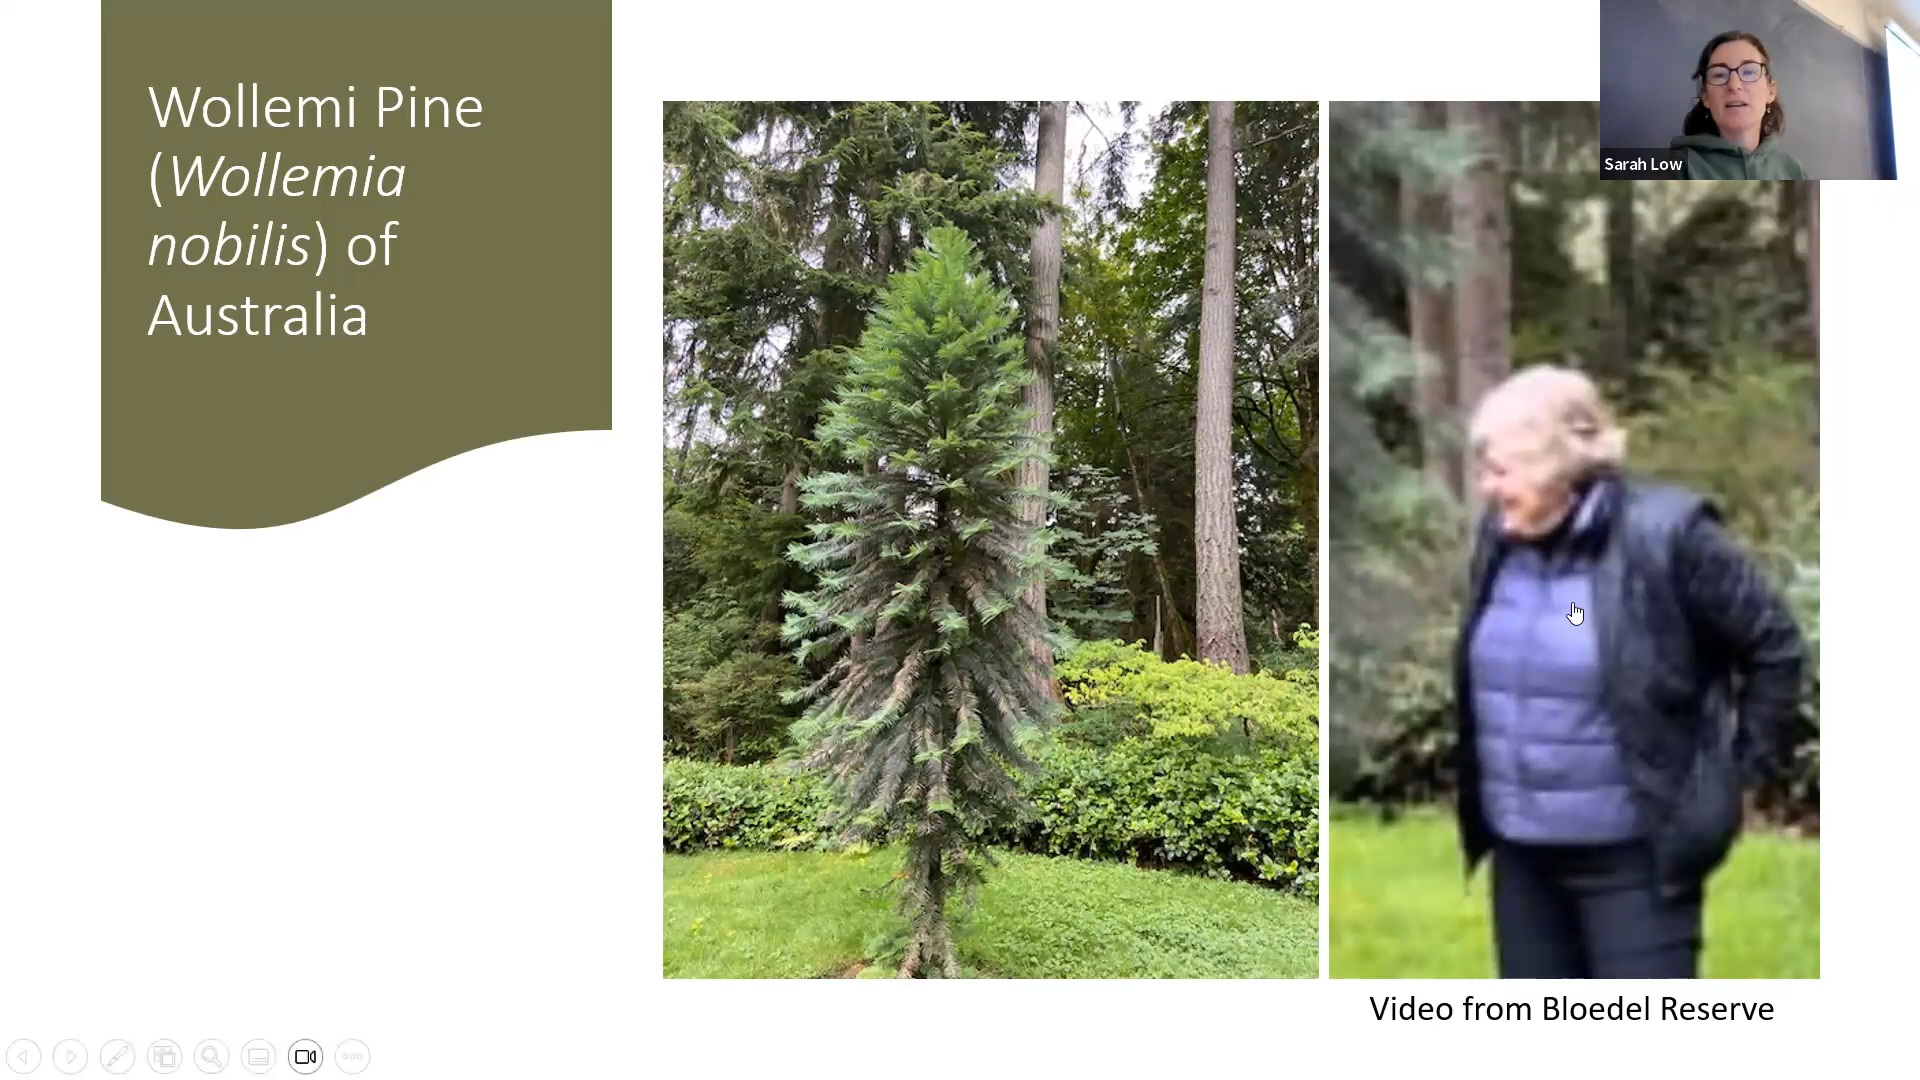 Wollemi Pine
(Wollemia
nobilis) of
Australia
Sarah Low
Video from Bloedel Reserve